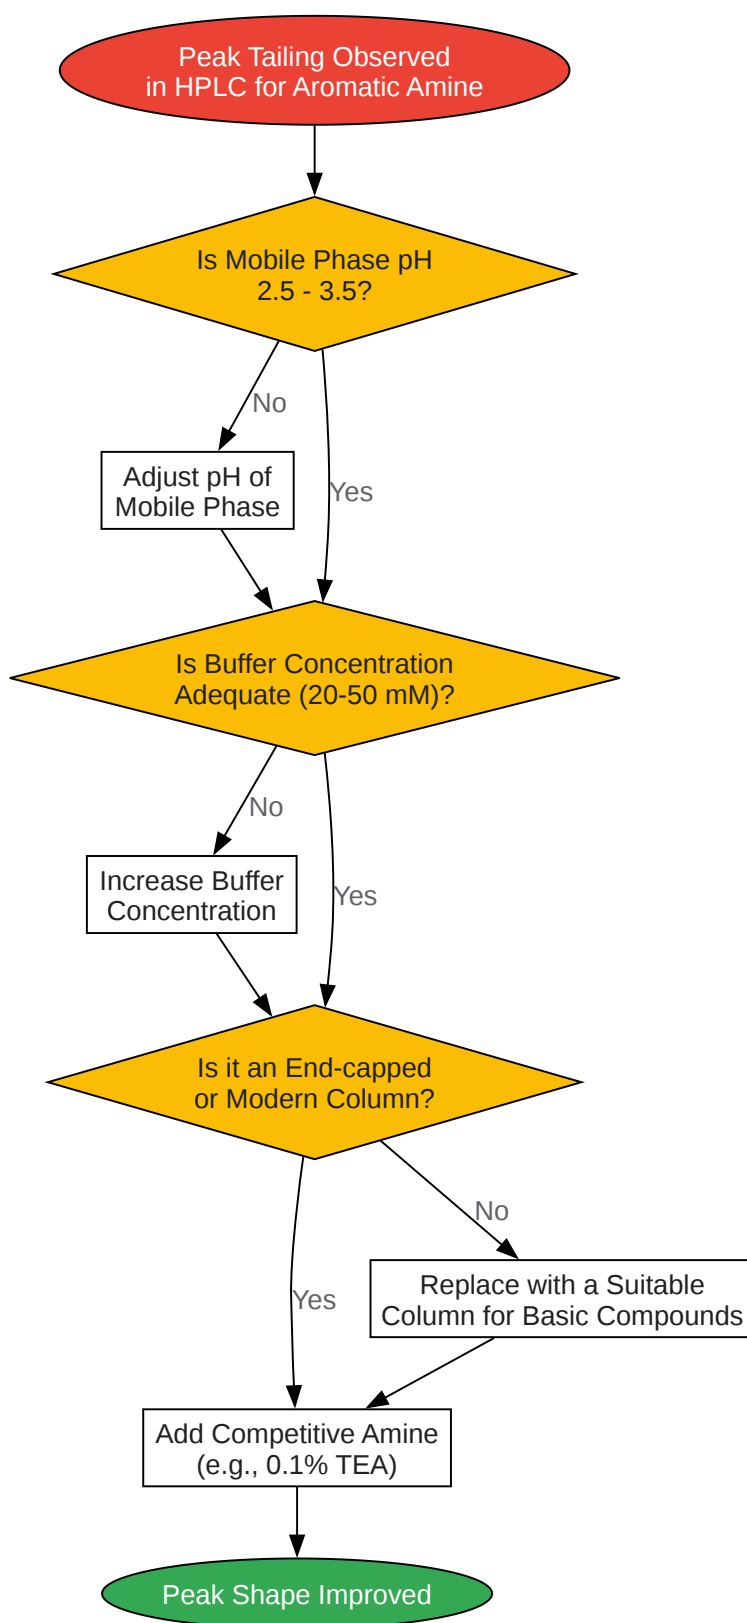 Peak Tailing Observed
in HPLC for Aromatic Amine
Is Mobile Phase pH
2.5 - 3.5?
No
Adjust pH of
Mobile Phase
Yes
Is Buffer Concentration
Adequate (20-50 mM)?
No
Increase Buffer
Concentration
Yes
Is it an End-capped
or Modern Column?
No
Replace with a Suitable
Column for Basic Compounds
Yes
Add Competitive Amine
(e.g., 0.1% TEA)
Peak Shape Improved